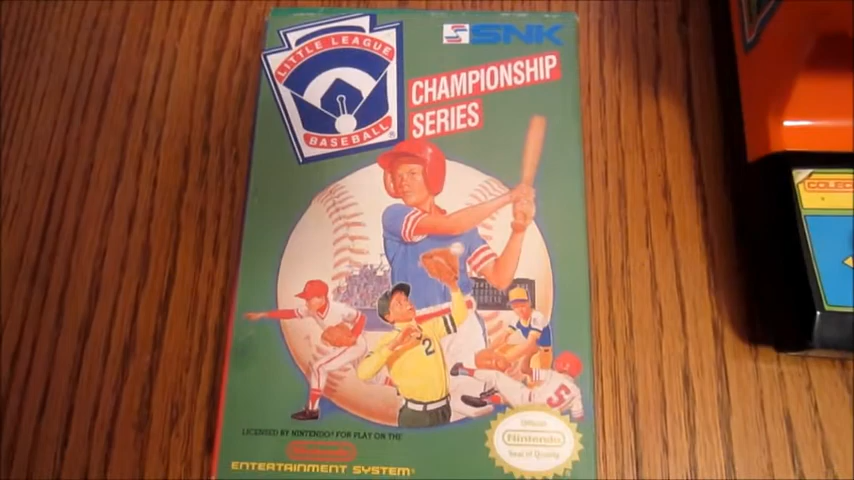 LITTLE LEAGUE
BASEBALL
SNK
CHAMPIONSHIP
SERIES
2
5
LICENSED BY NINTENDO® FOR PLAY ON THE
Nintendo
ENTERTAINMENT SYSTEM®
Official
Nintendo
Seal of Quality